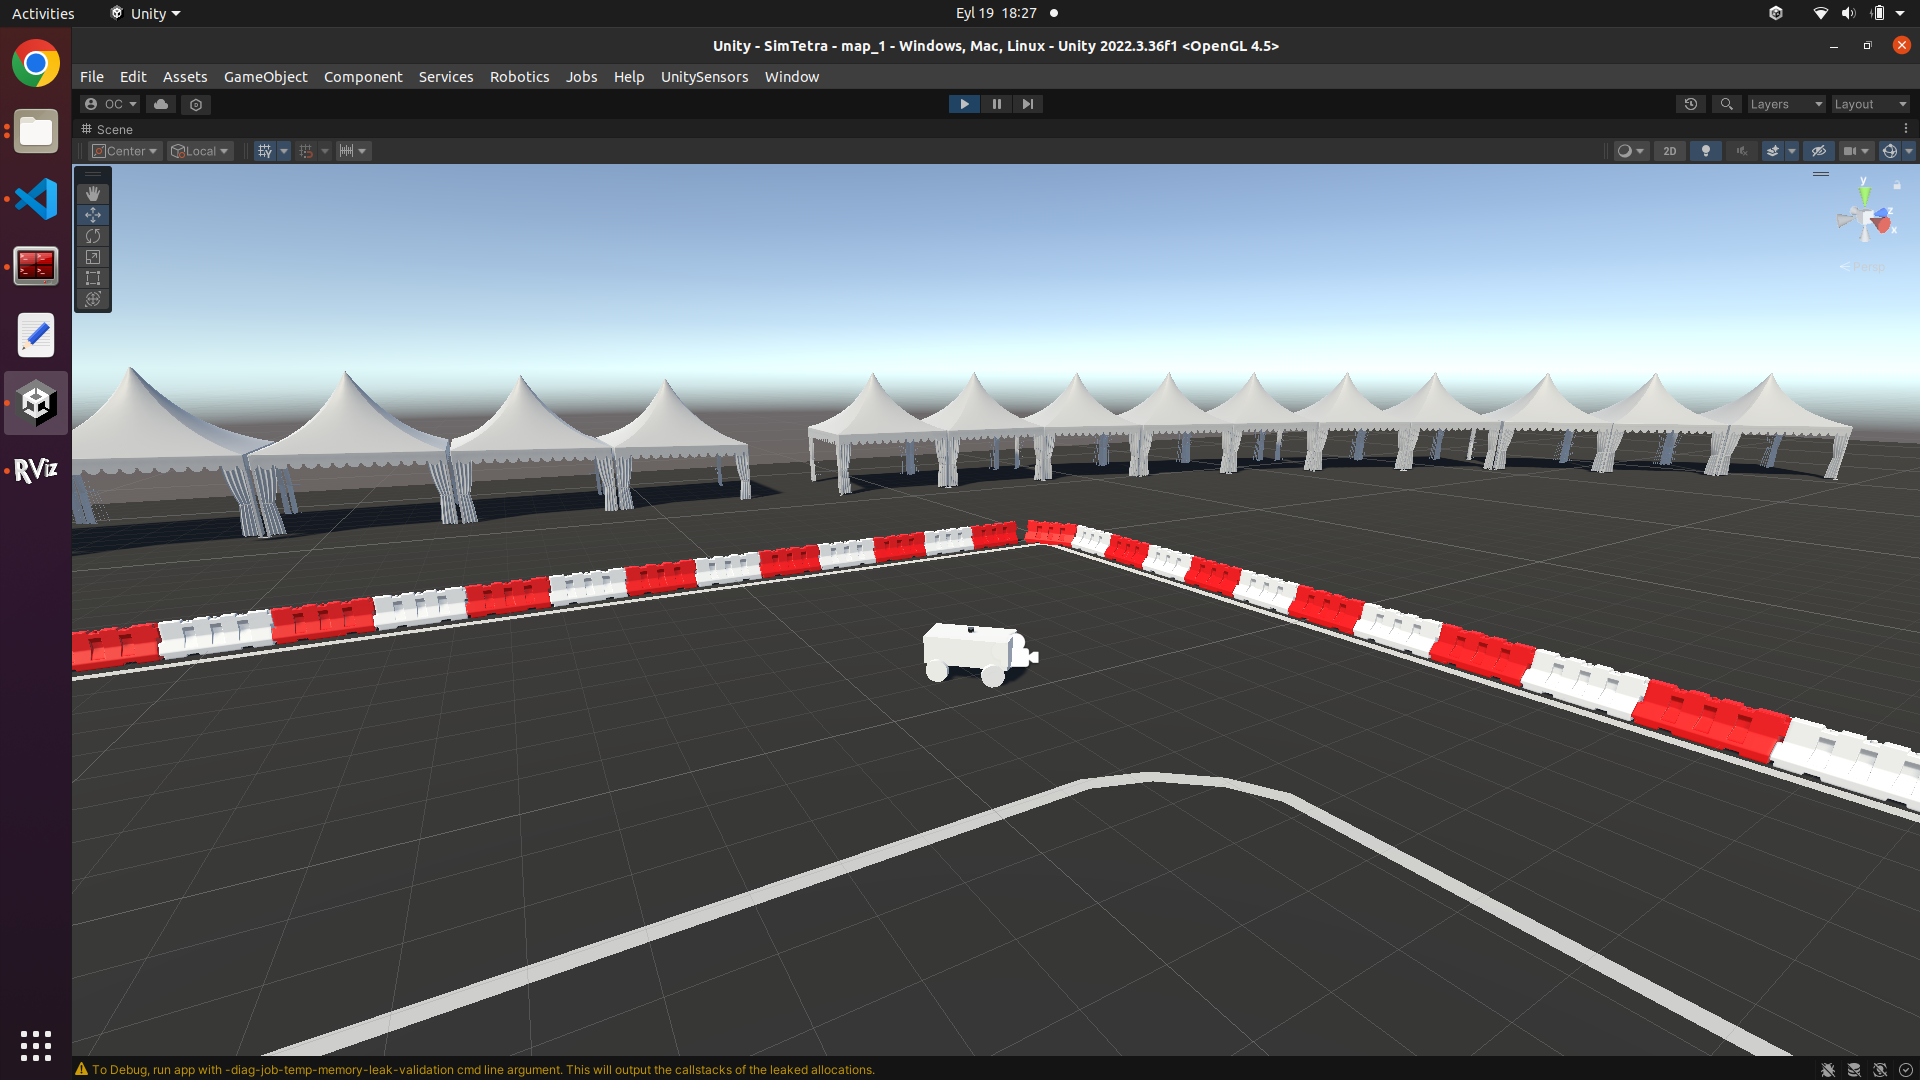 Activities
Unity
Eyl 19 18:27
Unity - SimTetra - map_1 - Windows, Mac, Linux - Unity 2022.3.36f1 <OpenGL 4.5>
File Edit Assets GameObject Component Services Robotics Jobs Help UnitySensors Window
OC
Layers
Layout
Scene
Center
Local
2D
y
z
x
Persp
RViz
To Debug, run app with -diag-job-temp-memory-leak-validation cmd line argument. This will output the callstacks of the leaked allocations.